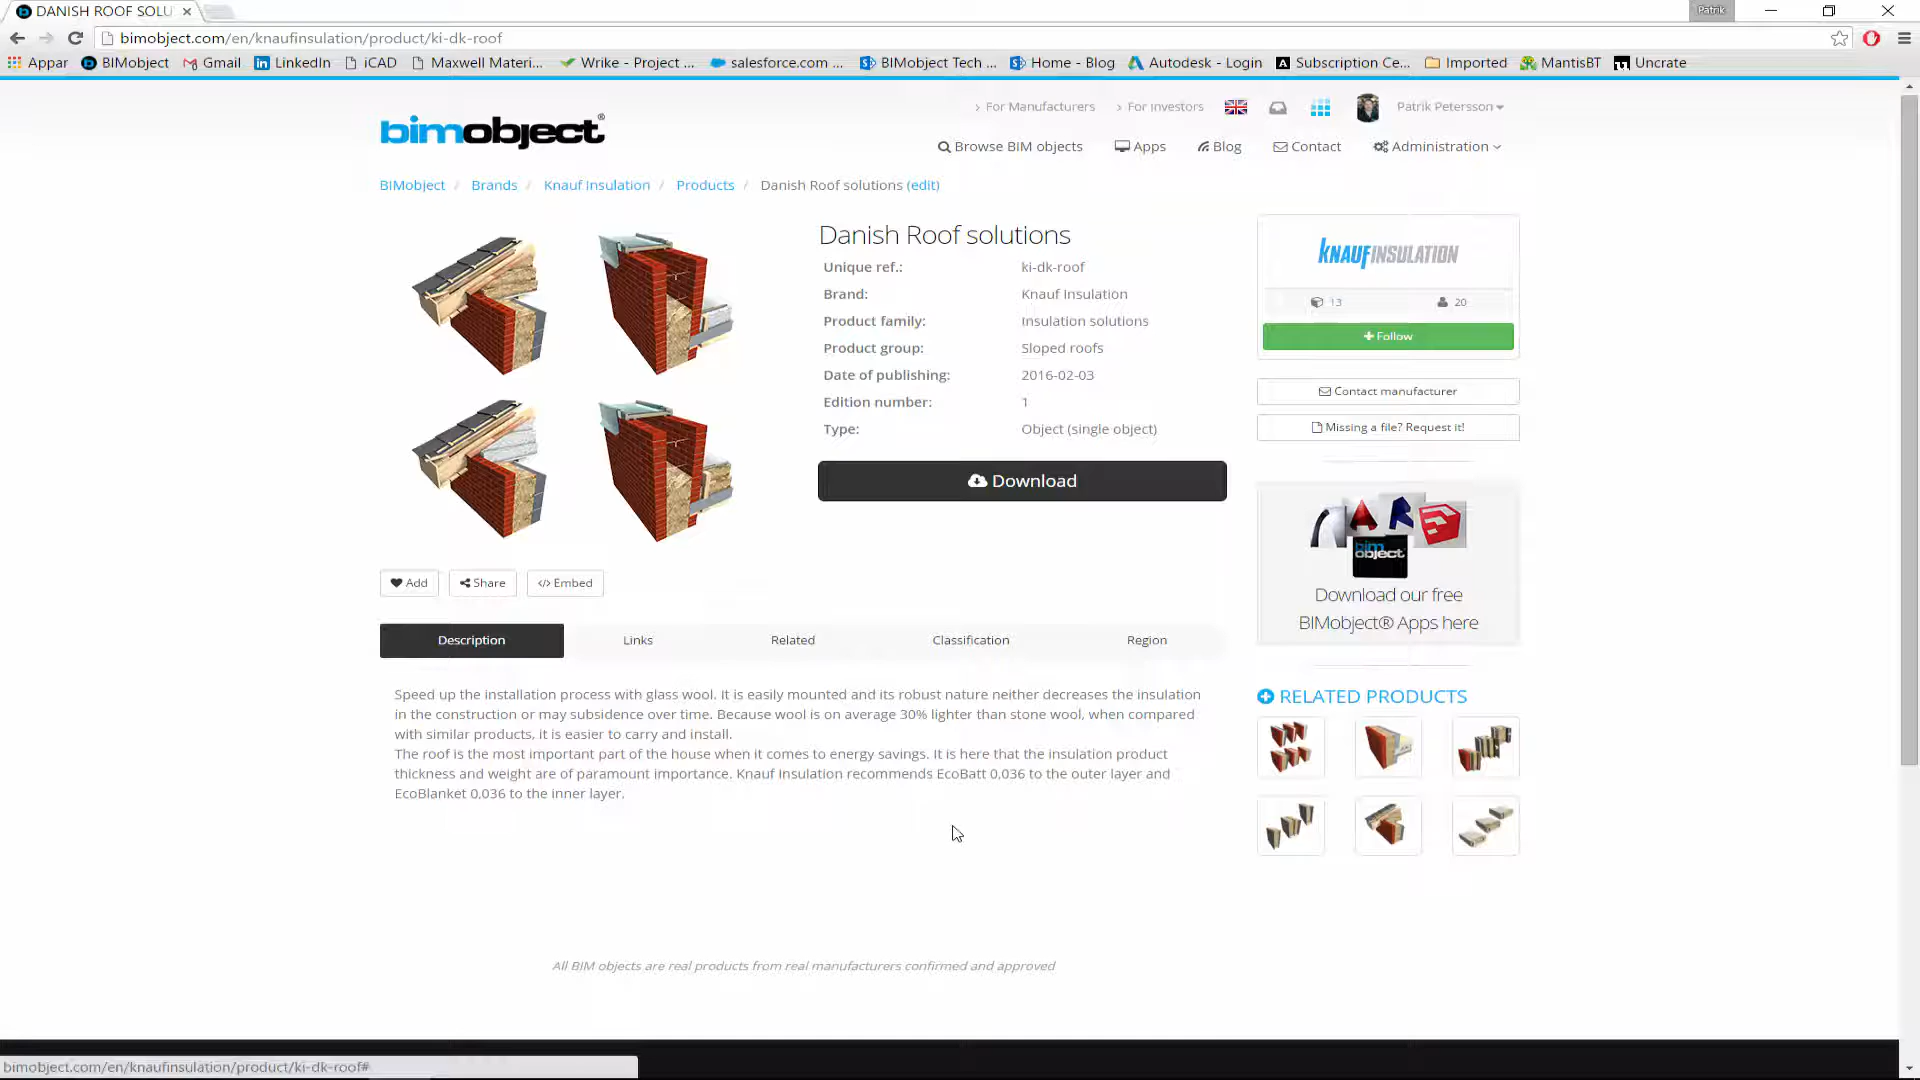 DANISH ROOF SOLU
Patrik
bimobject.com/en/knaufinsulation/product/ki-dk-roof
Appar BIMobject Gmail LinkedIn iCAD Maxwell Materi... Wrike - Project ... salesforce.com ... BIMobject Tech ... Home - Blog Autodesk - Login Subscription Ce... Imported MantisBT Uncrate
For Manufacturers For Investors Patrik Petersson
bimobject®
Browse BIM objects Apps Blog Contact Administration
BIMobject / Brands / Knauf Insulation / Products / Danish Roof solutions (edit)
Danish Roof solutions
Unique ref.: ki-dk-roof
Brand: Knauf Insulation
Product family: Insulation solutions
Product group: Sloped roofs
Date of publishing: 2016-02-03
Edition number: 1
Type: Object (single object)
Download
KNAUFINSULATION
13 20
Follow
Contact manufacturer
Missing a file? Request it!
bim
object
Download our free
BIMobject® Apps here
Add Share </> Embed
Description Links Related Classification Region
Speed up the installation process with glass wool. It is easily mounted and its robust nature neither decreases the insulation
in the construction or may subsidence over time. Because wool is on average 30% lighter than stone wool, when compared
with similar products, it is easier to carry and install.
The roof is the most important part of the house when it comes to energy savings. It is here that the insulation product
thickness and weight are of paramount importance. Knauf Insulation recommends EcoBatt 0,036 to the outer layer and
EcoBlanket 0,036 to the inner layer.
RELATED PRODUCTS
All BIM objects are real products from real manufacturers confirmed and approved
bimobject.com/en/knaufinsulation/product/ki-dk-roof#